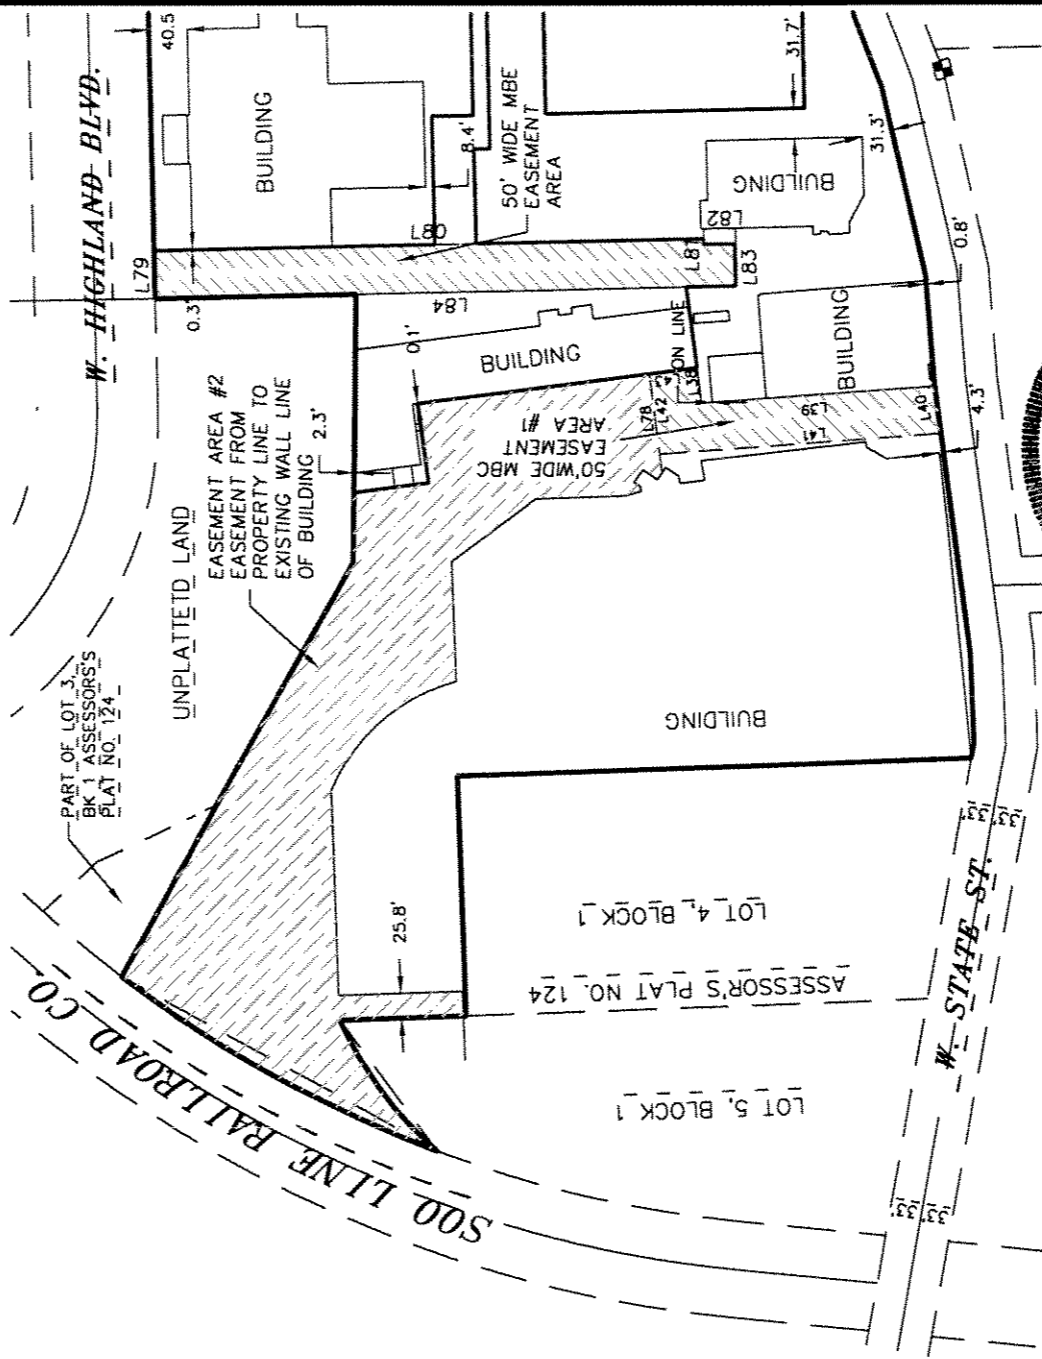 40.5
31.7'
W. HIGHLAND BLVD.
BUILDING
8.4'
50' WIDE MBE
EASEMENT
AREA
BUILDING
31.3'
L82
L80
L79
L81
L83
0.8'
0.3'
L84
ON LINE
0.1'
BUILDING
BUILDING
EASEMENT AREA #2
EASEMENT FROM
PROPERTY LINE TO
EXISTING WALL LINE
OF BUILDING
2.3'
50'WIDE MBC
EASEMENT
AREA #1
L78
L42
L38
L39
L41
L40
4.3'
UNPLATTETD LAND
PART OF LOT 3,
BK 1 ASSESSORS'S
PLAT NO. 124
BUILDING
33'
33'
25.8'
LOT 4, BLOCK 1
ASSESSOR'S PLAT NO. 124
W. STATE ST.
LOT 5, BLOCK 1
SOO LINE RAILROAD CO.
33'
33'